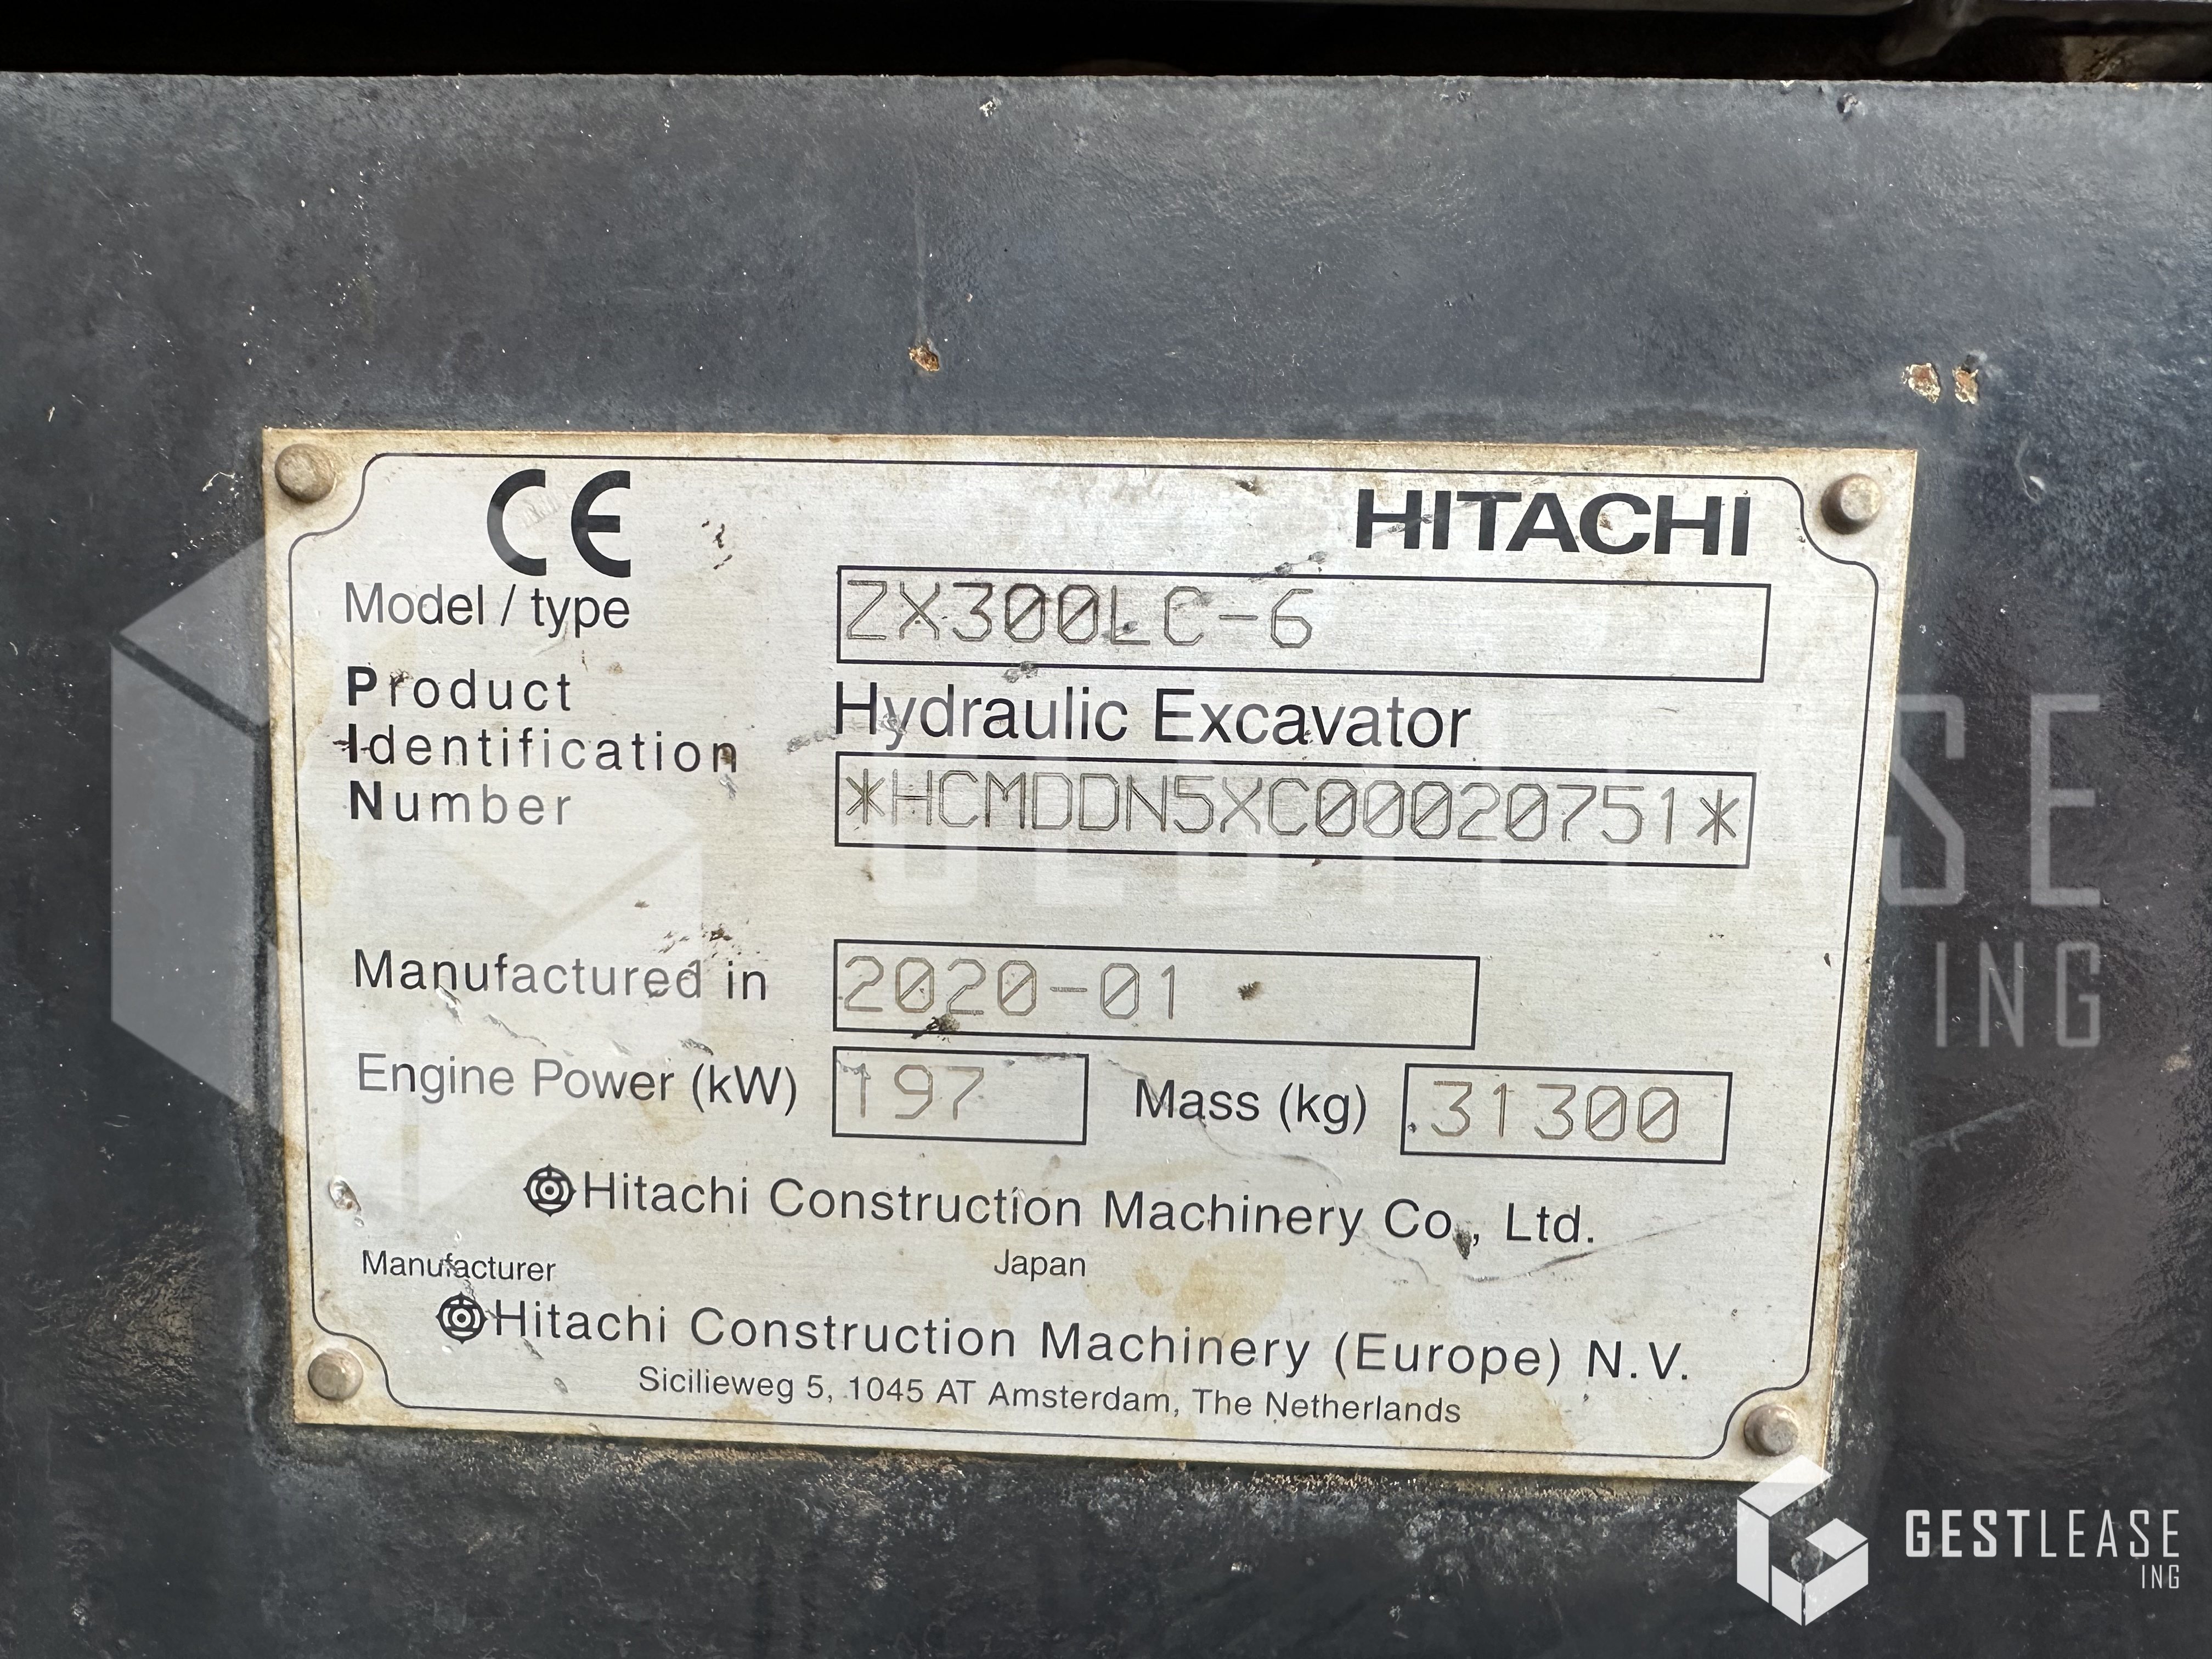 CE HITACHI
Model / type ZX300LC-6
Product
Identification
Number
Hydraulic Excavator
*HCMDDN5XC00020751*
Manufactured in 2020-01
Engine Power (kW) 197 Mass (kg) 31300
Hitachi Construction Machinery Co., Ltd.
Manufacturer Japan
Hitachi Construction Machinery (Europe) N.V.
Sicilieweg 5, 1045 AT Amsterdam, The Netherlands
GESTLEASE
ING
GESTLEASE
ING